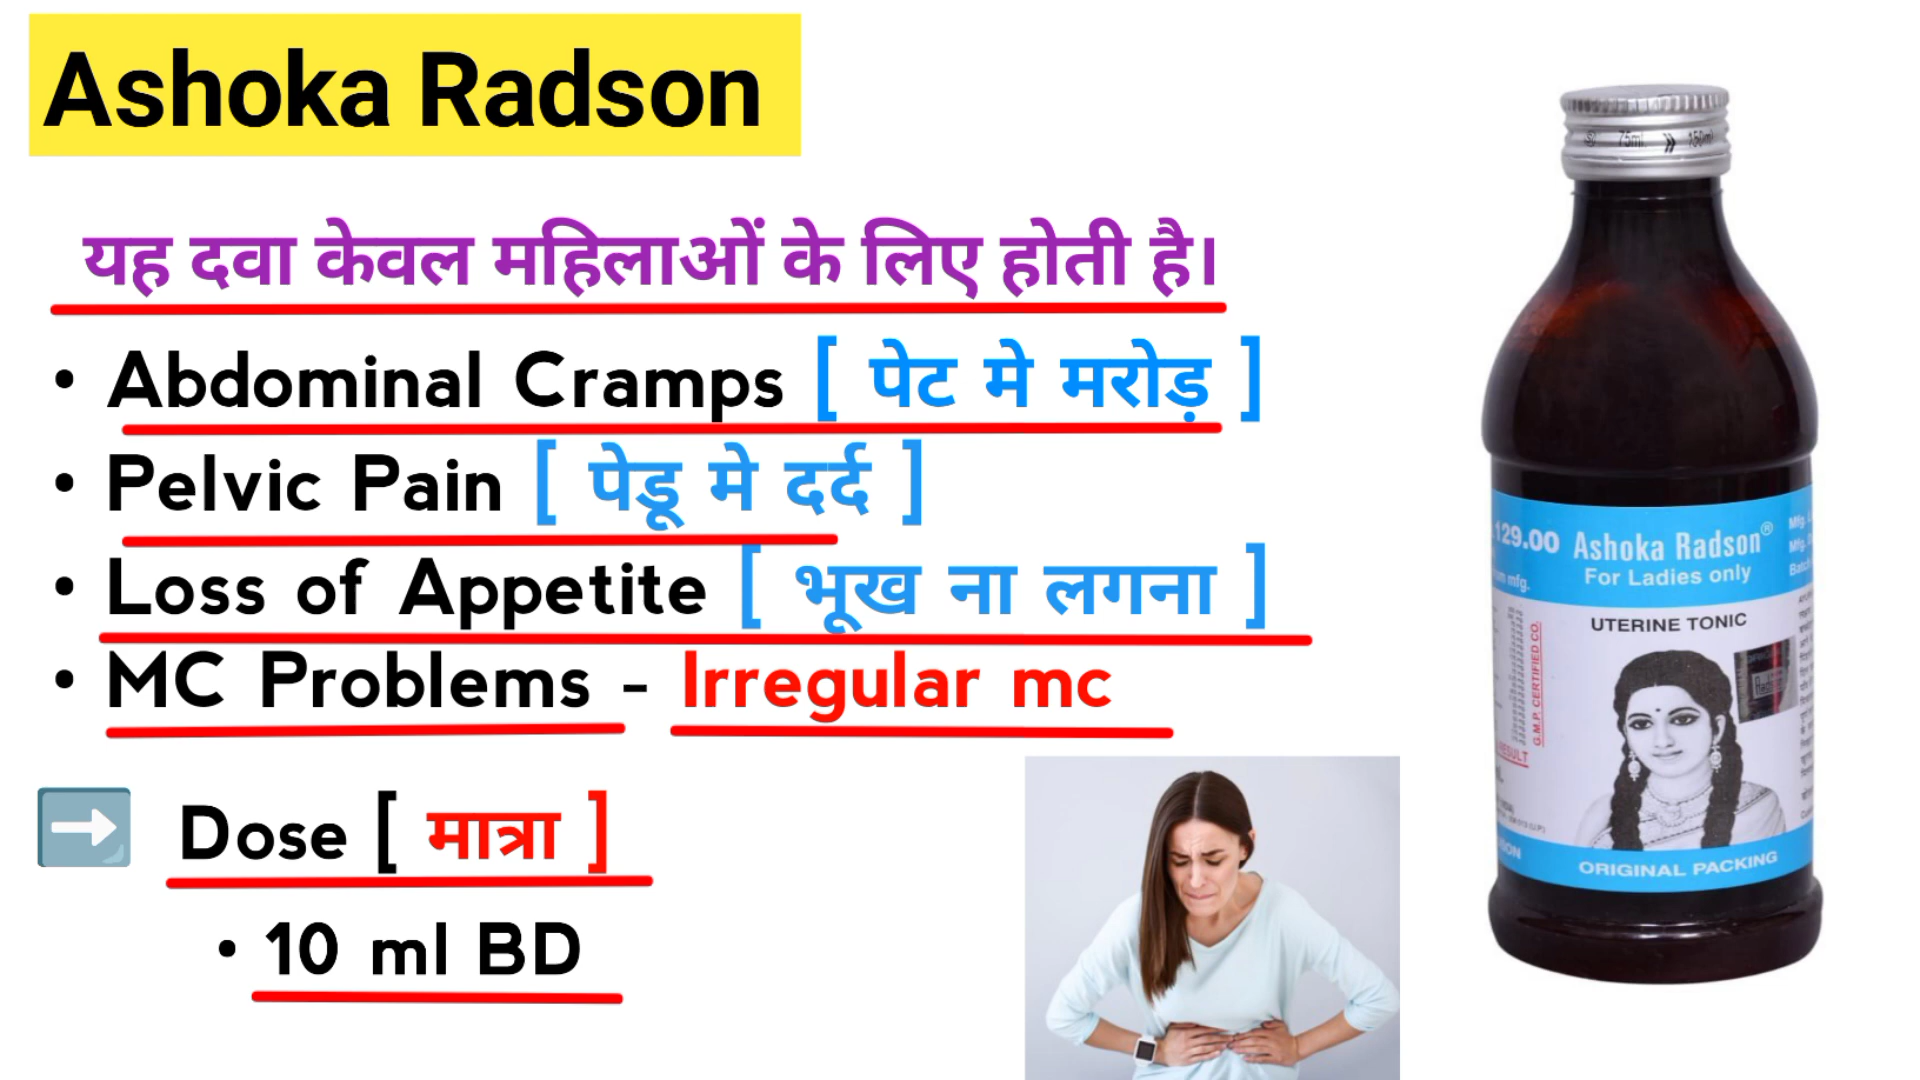 Ashoka Radson
यह दवा केवल महिलाओं के लिए होती है।
• Abdominal Cramps [ पेट मे मरोड़ ]
• Pelvic Pain [ पेडू मे दर्द ]
• Loss of Appetite [ भूख ना लगना ]
• MC Problems - Irregular mc
Dose [ मात्रा ]
• 10 ml BD
75ml
129.00
Ashoka Radson®
For Ladies only
UTERINE TONIC
G.M.P. CERTIFIED CO.
ORIGINAL PACKING